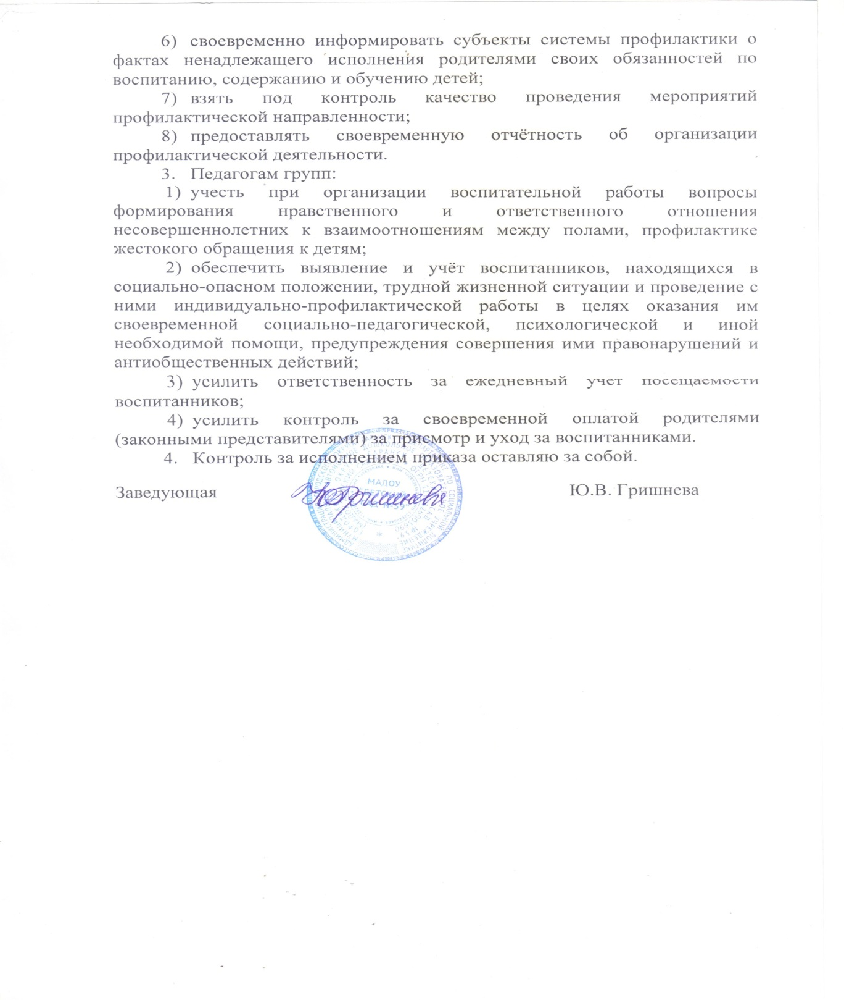 6) своевременно информировать субъекты системы профилактики о
фактах ненадлежащего исполнения родителями своих обязанностей по
воспитанию, содержанию и обучению детей;
7) взять под контроль качество проведения мероприятий
профилактической направленности;
8) предоставлять своевременную отчётность об организации
профилактической деятельности.
3. Педагогам групп:
1) учесть при организации воспитательной работы вопросы
формирования нравственного и ответственного отношения
несовершеннолетних к взаимоотношениям между полами, профилактике
жестокого обращения к детям;
2) обеспечить выявление и учёт воспитанников, находящихся в
социально-опасном положении, трудной жизненной ситуации и проведение с
ними индивидуально-профилактической работы в целях оказания им
своевременной социально-педагогической, психологической и иной
необходимой помощи, предупреждения совершения ими правонарушений и
антиобщественных действий;
3) усилить ответственность за ежедневный учет посещаемости
воспитанников;
4) усилить контроль за своевременной оплатой родителями
(законными представителями) за присмотр и уход за воспитанниками.
4. Контроль за исполнением приказа оставляю за собой.
Заведующая Ю.В. Гришнева
МАДОУ